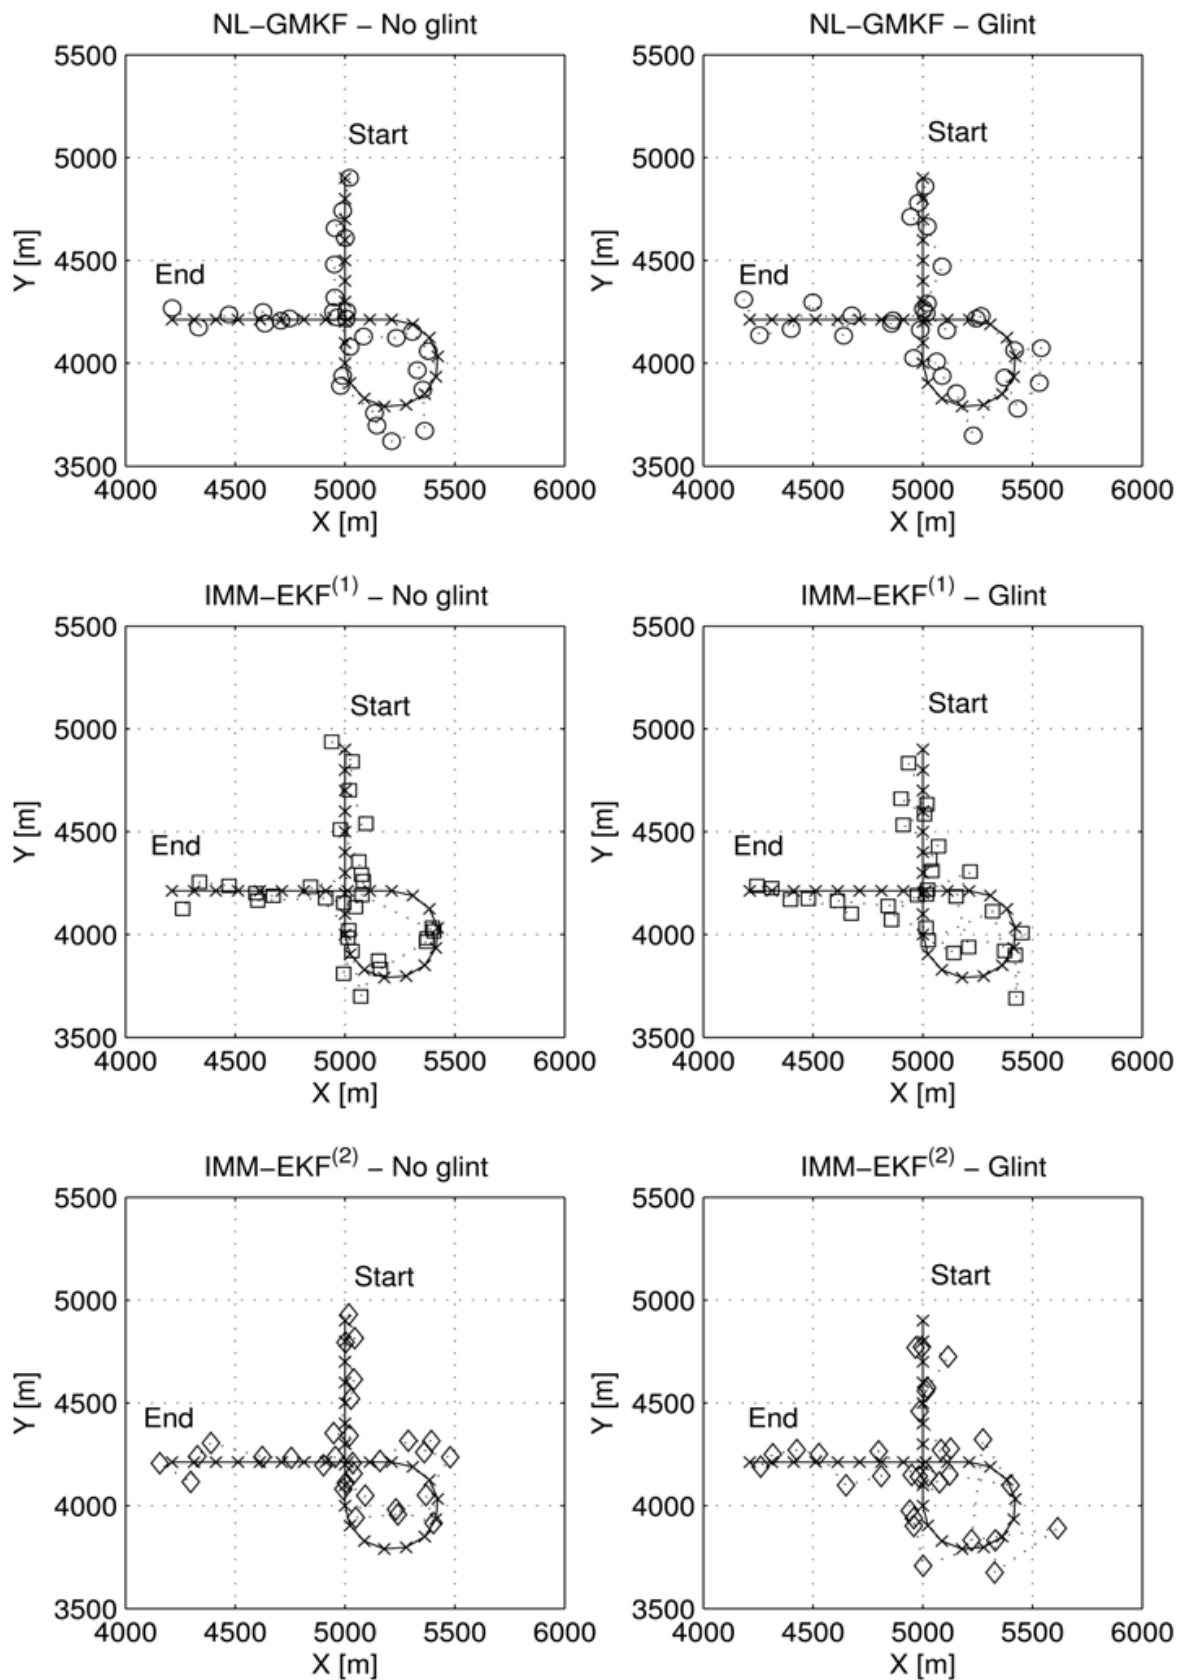 NL−GMKF − No glint
5500
5000
4500
4000
3500
Y [m]
Start
End
4000 4500 5000 5500 6000
X [m]
NL−GMKF − Glint
5500
5000
4500
4000
3500
Y [m]
Start
End
4000 4500 5000 5500 6000
X [m]
IMM−EKF(1) − No glint
5500
5000
4500
4000
3500
Y [m]
Start
End
4000 4500 5000 5500 6000
X [m]
IMM−EKF(1) − Glint
5500
5000
4500
4000
3500
Y [m]
Start
End
4000 4500 5000 5500 6000
X [m]
IMM−EKF(2) − No glint
5500
5000
4500
4000
3500
Y [m]
Start
End
4000 4500 5000 5500 6000
X [m]
IMM−EKF(2) − Glint
5500
5000
4500
4000
3500
Y [m]
Start
End
4000 4500 5000 5500 6000
X [m]